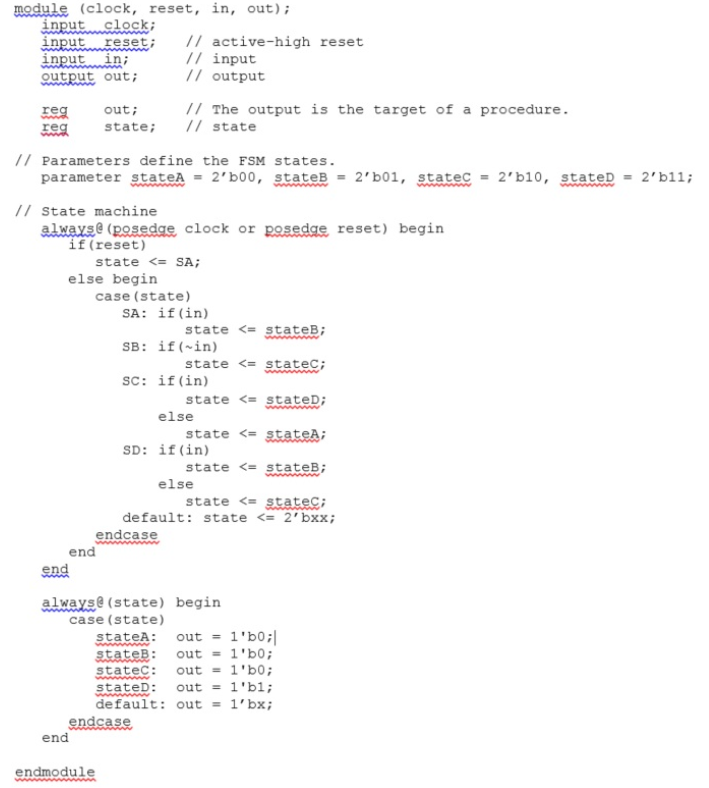 module (clock, reset, in, out);
input clock;
input reset; // active-high reset
input in; // input
output out; // output
reg out; // The output is the target of a procedure.
reg state; // state
// Parameters define the FSM states.
parameter stateA = 2’b00, stateB = 2’b01, stateC = 2’b10, stateD = 2’b11;
// State machine
always@(posedge clock or posedge reset) begin
if(reset)
state <= SA;
else begin
case(state)
SA: if(in)
state <= stateB;
SB: if(~in)
state <= stateC;
SC: if(in)
state <= stateD;
else
state <= stateA;
SD: if(in)
state <= stateB;
else
state <= stateC;
default: state <= 2’bxx;
endcase
end
end
always@(state) begin
case(state)
stateA: out = 1'b0;
stateB: out = 1'b0;
stateC: out = 1'b0;
stateD: out = 1'b1;
default: out = 1’bx;
endcase
end
endmodule